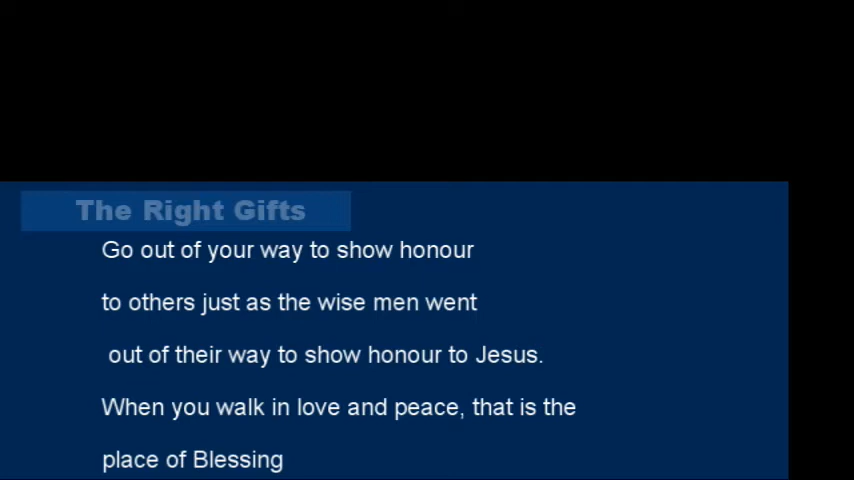 The Right Gifts
Go out of your way to show honour
to others just as the wise men went
out of their way to show honour to Jesus.
When you walk in love and peace, that is the
place of Blessing